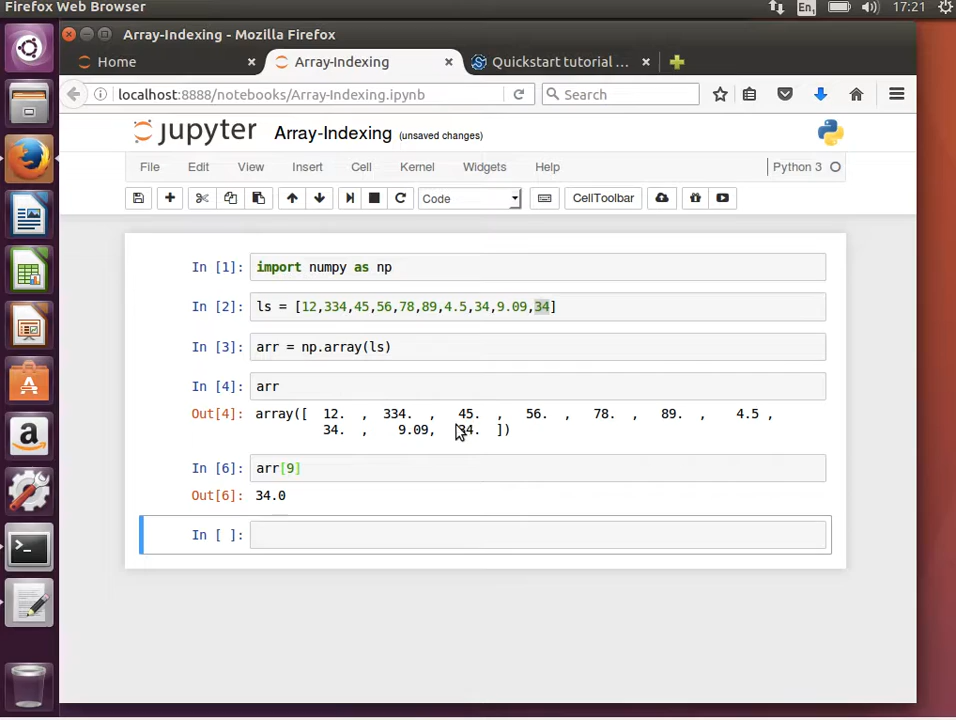 Firefox Web Browser En₁ 17:21
Array-Indexing - Mozilla Firefox
Home Array-Indexing Quickstart tutorial ...
localhost:8888/notebooks/Array-Indexing.ipynb Search
jupyter Array-Indexing (unsaved changes)
File Edit View Insert Cell Kernel Widgets Help Python 3
Code CellToolbar
In [1]: import numpy as np
In [2]: ls = [12,334,45,56,78,89,4.5,34,9.09,34]
In [3]: arr = np.array(ls)
In [4]: arr
Out[4]: array([ 12. , 334. , 45. , 56. , 78. , 89. , 4.5 ,
34. , 9.09, 34. ])
In [6]: arr[9]
Out[6]: 34.0
In [ ]: